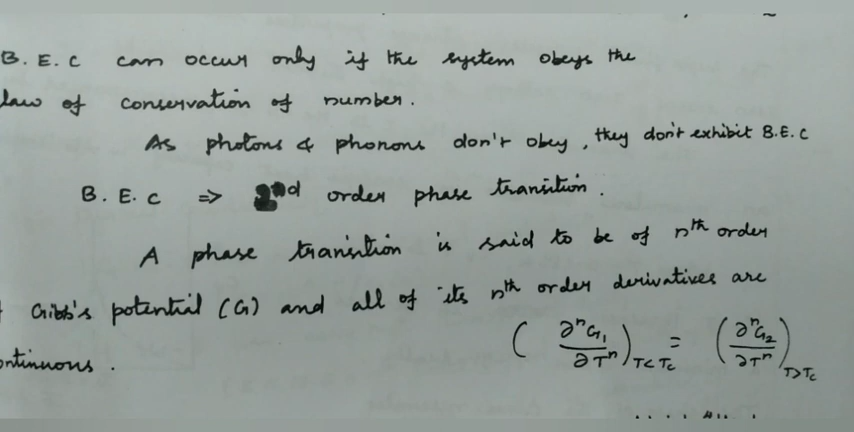 B. E. C can occur only if the system obeys the
law of conservation of number.
As photons & phonons don't obey, they don't exhibit B.E.C
B. E. C ⇒ 2nd order phase transition.
A phase transition is said to be of nth order
Gibb's potential (G) and all of its nth order derivatives are
ontinuous.
(∂ⁿG₁/∂Tⁿ)T<Tc = (∂ⁿG₂/∂Tⁿ)T>Tc